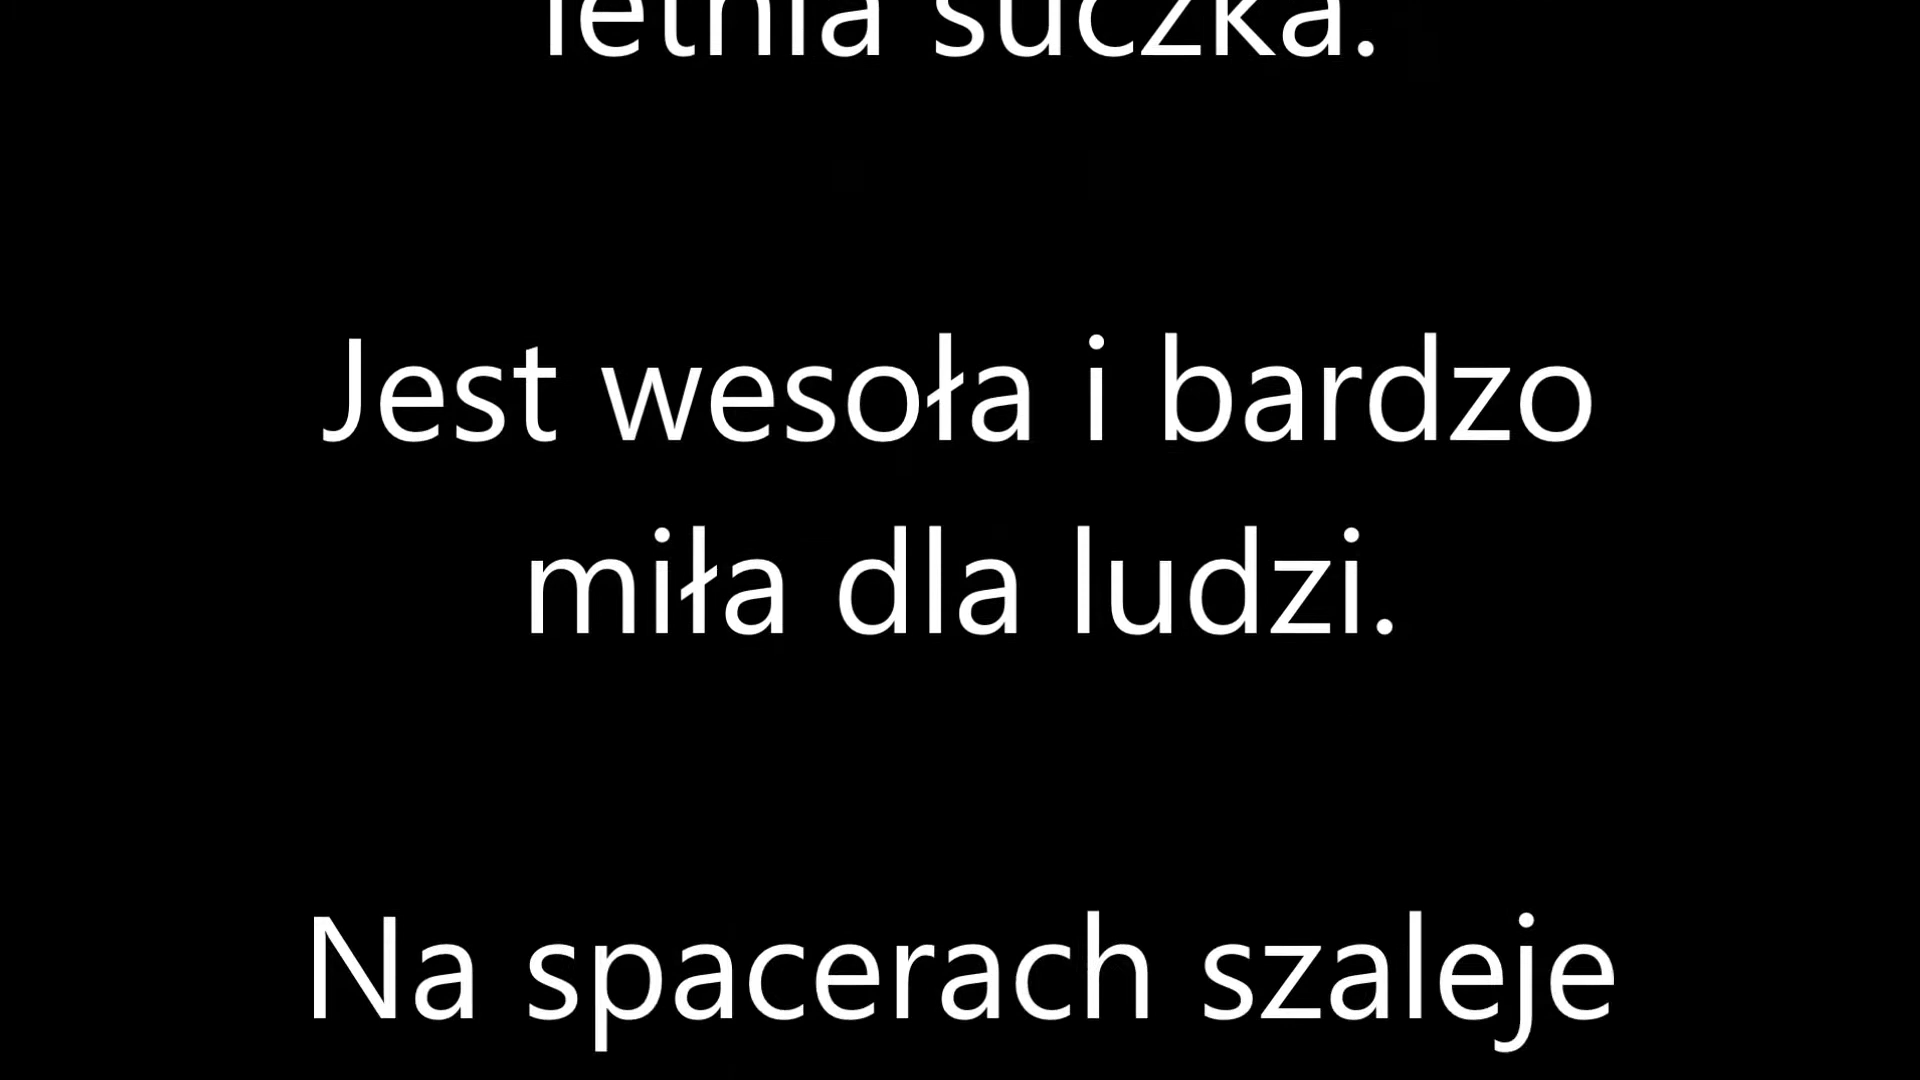 letnia suczka.
Jest wesoła i bardzo
miła dla ludzi.
Na spacerach szaleje